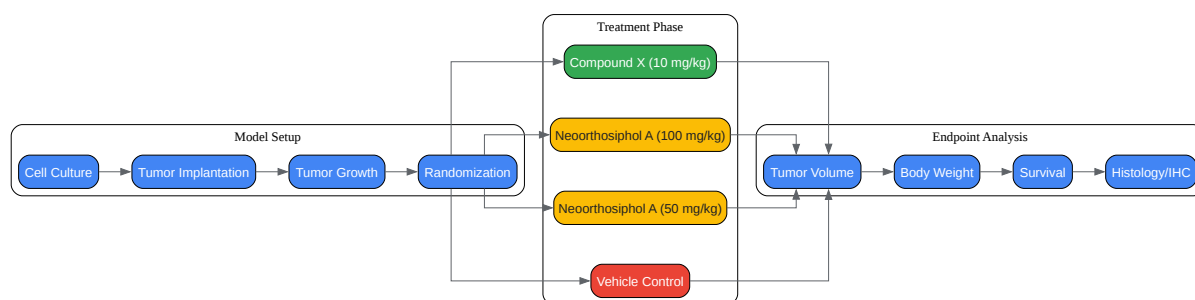 Treatment Phase
Compound X (10 mg/kg)
Model Setup
Neoorthosiphol A (100 mg/kg)
Endpoint Analysis
Cell Culture
Tumor Implantation
Tumor Growth
Randomization
Tumor Volume
Body Weight
Survival
Histology/IHC
Neoorthosiphol A (50 mg/kg)
Vehicle Control